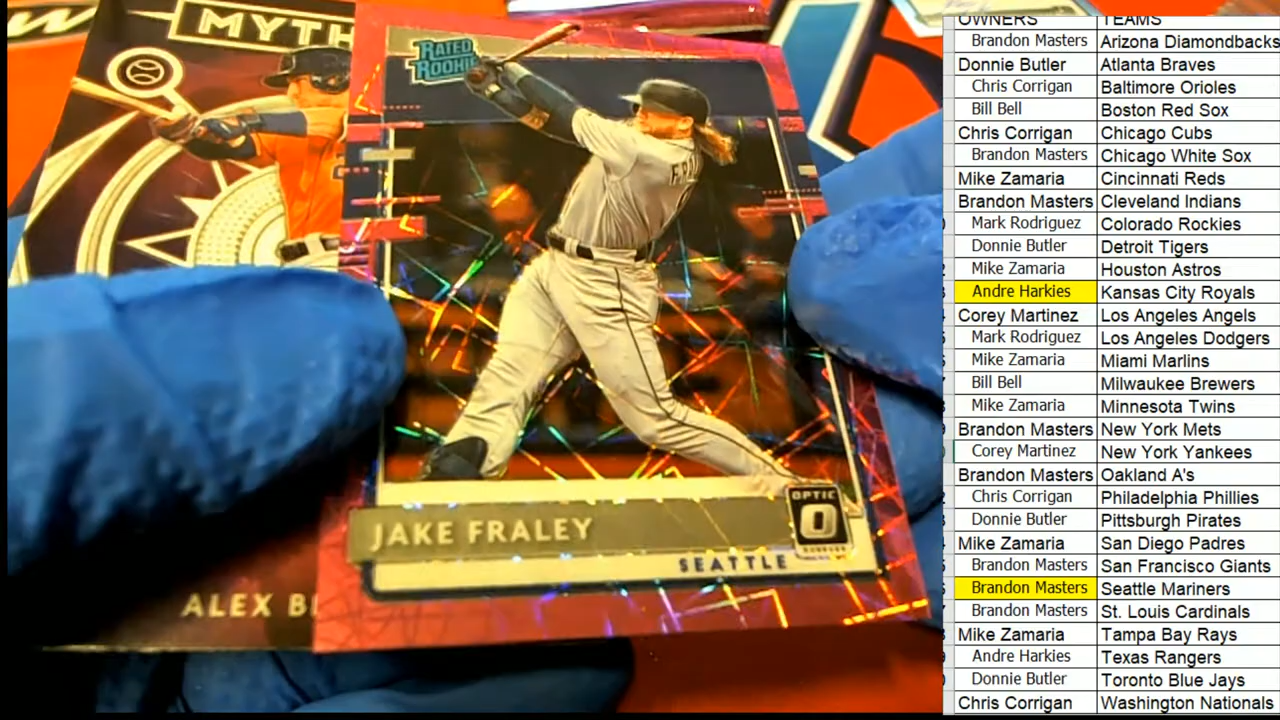 MYTH
RATED
ROOKIE
JAKE FRALEY
OPTIC
O
SEATTLE
ALEX B
OWNERS TEAMS
Brandon Masters Arizona Diamondbacks
Donnie Butler Atlanta Braves
Chris Corrigan Baltimore Orioles
Bill Bell Boston Red Sox
Chris Corrigan Chicago Cubs
Brandon Masters Chicago White Sox
Mike Zamaria Cincinnati Reds
Brandon Masters Cleveland Indians
Mark Rodriguez Colorado Rockies
Donnie Butler Detroit Tigers
Mike Zamaria Houston Astros
Andre Harkies Kansas City Royals
Corey Martinez Los Angeles Angels
Mark Rodriguez Los Angeles Dodgers
Mike Zamaria Miami Marlins
Bill Bell Milwaukee Brewers
Mike Zamaria Minnesota Twins
Brandon Masters New York Mets
Corey Martinez New York Yankees
Brandon Masters Oakland A's
Chris Corrigan Philadelphia Phillies
Donnie Butler Pittsburgh Pirates
Mike Zamaria San Diego Padres
Brandon Masters San Francisco Giants
Brandon Masters Seattle Mariners
Brandon Masters St. Louis Cardinals
Mike Zamaria Tampa Bay Rays
Andre Harkies Texas Rangers
Donnie Butler Toronto Blue Jays
Chris Corrigan Washington Nationals